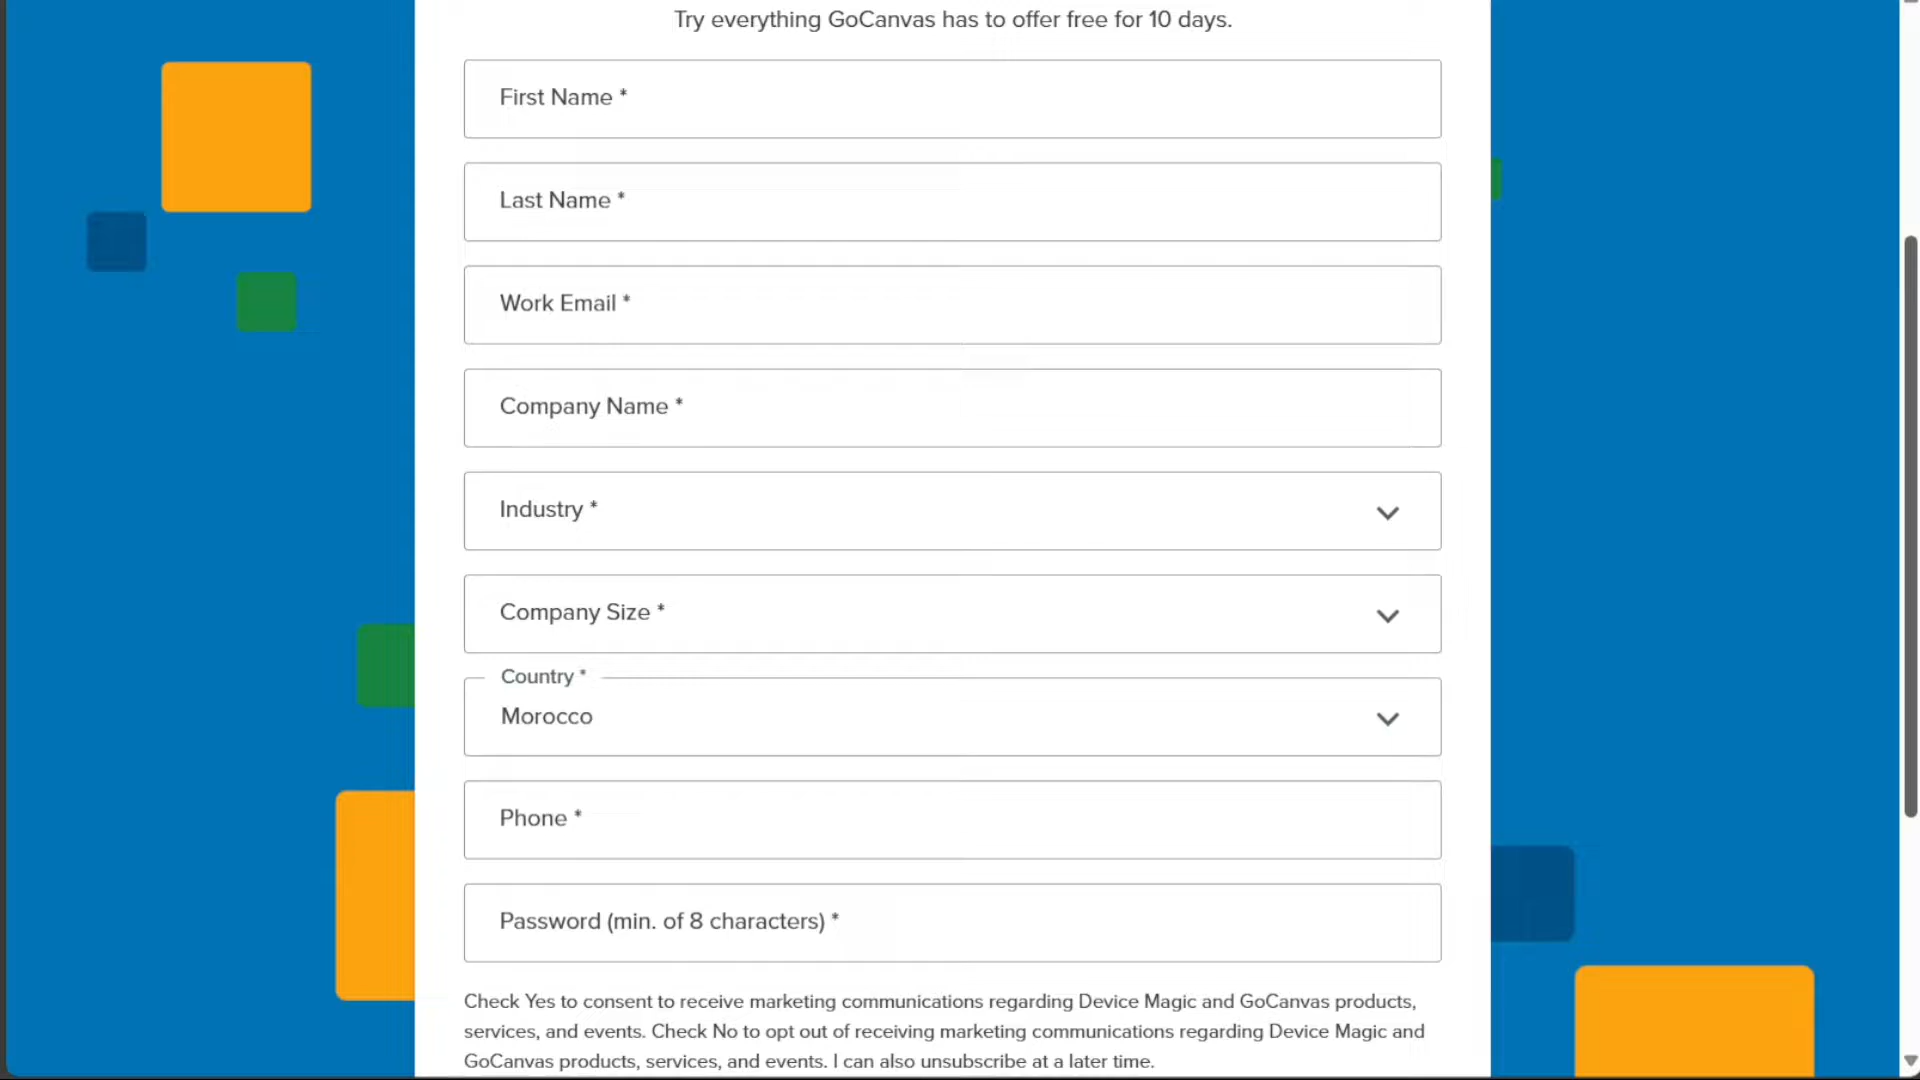 Try everything GoCanvas has to offer free for 10 days.
First Name *
Last Name *
Work Email *
Company Name *
Industry *
Company Size *
Country *
Morocco
Phone *
Password (min. of 8 characters) *
Check Yes to consent to receive marketing communications regarding Device Magic and GoCanvas products,
services, and events. Check No to opt out of receiving marketing communications regarding Device Magic and
GoCanvas products, services, and events. I can also unsubscribe at a later time.